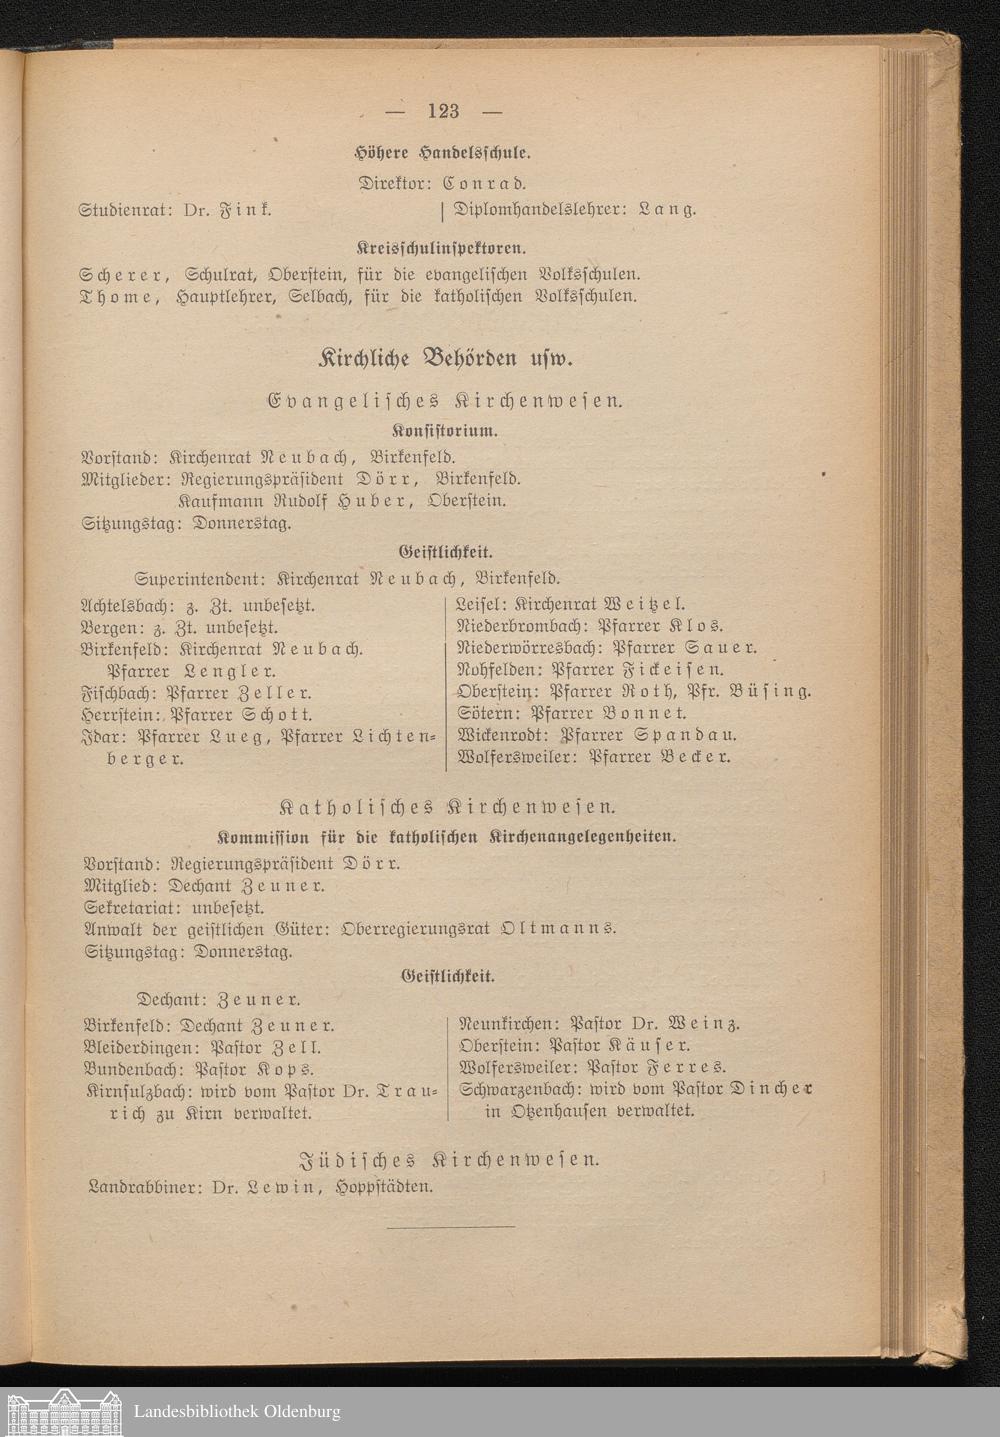 — 123 —
Höhere Handelsschule.
Direktor: Conrad.
Studienrat: Dr. Fink.
Diplomhandelslehrer: Lang.
Kreisschulinspektoren.
Scherer, Schulrat, Oberstein, für die evangelischen Volksschulen.
Thome, Hauptlehrer, Selbach, für die katholischen Volksschulen.
Kirchliche Behörden usw.
Evangelisches Kirchenwesen.
Konsistorium.
Vorstand: Kirchenrat Neubach, Birkenfeld.
Mitglieder: Regierungspräsident Dörr, Birkenfeld.
Kaufmann Rudolf Huber, Oberstein.
Sitzungstag: Donnerstag.
Geistlichkeit.
Superintendent: Kirchenrat Neubach, Birkenfeld.
Achtelsbach: z. Zt. unbesetzt.
Bergen: z. Zt. unbesetzt.
Birkenfeld: Kirchenrat Neubach.
Pfarrer Lengler.
Fischbach: Pfarrer Zeller.
Herrstein: Pfarrer Schott.
Idar: Pfarrer Lueg, Pfarrer Lichten-
berger.
Leisel: Kirchenrat Weitzel.
Niederbrombach: Pfarrer Klos.
Niederwörresbach: Pfarrer Sauer.
Nohfelden: Pfarrer Fickeisen.
Oberstein: Pfarrer Roth, Pfr. Büsing.
Sötern: Pfarrer Bonnet.
Wickenrodt: Pfarrer Spandau.
Wolfersweiler: Pfarrer Becker.
Katholisches Kirchenwesen.
Kommission für die katholischen Kirchenangelegenheiten.
Vorstand: Regierungspräsident Dörr.
Mitglied: Dechant Zeuner.
Sekretariat: unbesetzt.
Anwalt der geistlichen Güter: Oberregierungsrat Oltmanns.
Sitzungstag: Donnerstag.
Geistlichkeit.
Dechant: Zeuner.
Birkenfeld: Dechant Zeuner.
Bleiderdingen: Pastor Zell.
Bundenbach: Pastor Kops.
Kirnsulzbach: wird vom Pastor Dr. Trau-
rich zu Kirn verwaltet.
Neunkirchen: Pastor Dr. Weinz.
Oberstein: Pastor Käuser.
Wolfersweiler: Pastor Ferres.
Schwarzenbach: wird vom Pastor Dincher
in Otzenhausen verwaltet.
Jüdisches Kirchenwesen.
Landrabbiner: Dr. Lewin, Hoppstädten.
Landesbibliothek Oldenburg